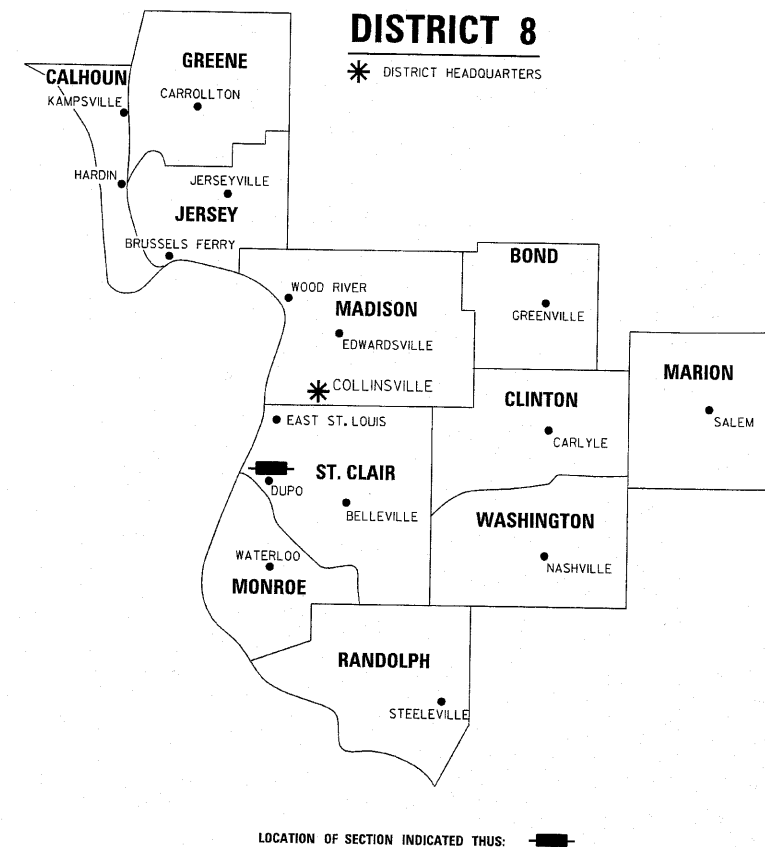 DISTRICT 8
DISTRICT HEADQUARTERS
GREENE
CALHOUN
KAMPSVILLE
CARROLLTON
HARDIN
JERSEYVILLE
JERSEY
BRUSSELS FERRY
BOND
WOOD RIVER
MADISON
GREENVILLE
EDWARDSVILLE
MARION
COLLINSVILLE
CLINTON
EAST ST. LOUIS
SALEM
CARLYLE
ST. CLAIR
DUPO
BELLEVILLE
WASHINGTON
WATERLOO
NASHVILLE
MONROE
RANDOLPH
STEELEVILLE
LOCATION OF SECTION INDICATED THUS: